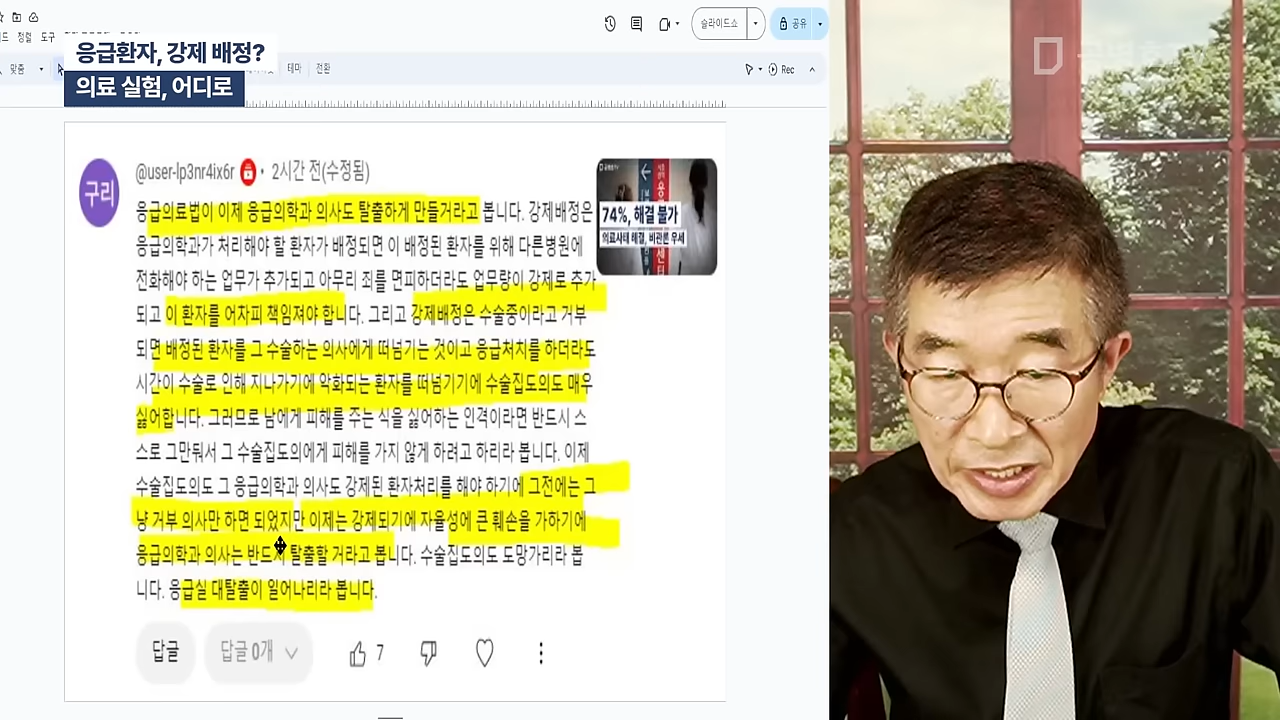 정렬 도구
슬라이드쇼
공유
맞춤
테마
전환
Rec
응급환자, 강제 배정?
의료 실험, 어디로
구리
@user-lp3nr4ix6r · 2시간 전(수정됨)
응급의료법이 이제 응급의학과 의사도 탈출하게 만들거라고 봅니다. 강제배정은
응급의학과가 처리해야 할 환자가 배정되면 이 배정된 환자를 위해 다른병원에
전화해야 하는 업무가 추가되고 아무리 죄를 면피하더라도 업무량이 강제로 추가
되고 이 환자를 어차피 책임져야 합니다. 그리고 강제배정은 수술중이라고 거부
되면 배정된 환자를 그 수술하는 의사에게 떠넘기는 것이고 응급처치를 하더라도
시간이 수술로 인해 지나가기에 악화되는 환자를 떠넘기기에 수술집도의도 매우
싫어합니다. 그러므로 남에게 피해를 주는 식을 싫어하는 인격이라면 반드시 스
스로 그만둬서 그 수술집도의에게 피해를 가지 않게 하려고 하리라 봅니다. 이제
수술집도의도 그 응급의학과 의사도 강제된 환자처리를 해야 하기에 그전에는 그
냥 거부 의사만 하면 되었지만 이제는 강제되기에 자율성에 큰 훼손을 가하기에
응급의학과 의사는 반드시 탈출할 거라고 봅니다. 수술집도의도 도망가리라 봅
니다. 응급실 대탈출이 일어나리라 봅니다.
74%, 해결 불가
의료사태 해결, 비관론 우세
답글
답글 0개
7